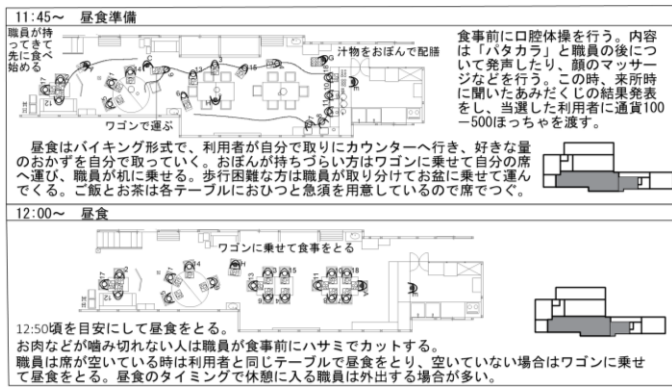 11:45~ 昼食準備
職員が持
ってきて
先に食べ
始める
汁物をおぼんで配膳
ワゴンで運ぶ
食事前に口腔体操を行う。内容
は「パタカラ」と職員の後につ
いて発声したり、顔のマッサー
ジなどを行う。この時、来所時
に聞いたあみだくじの結果発表
をし、当選した利用者に通貨100
-500ほっちゃを渡す。
昼食はバイキング形式で、利用者が自分で取りにカウンターへ行き、好きな量
のおかずを自分で取っていく。おぼんが持ちづらい方はワゴンに乗せて自分の席
へ運び、職員が机に乗せる。歩行困難な方は職員が取り分けてお盆に乗せて運ん
でくる。ご飯とお茶は各テーブルにおひつと急須を用意しているので席でつぐ。
12:00~ 昼食
ワゴンに乗せて食事をとる
12:50頃を目安にして昼食をとる。
お肉などが噛み切れない人は職員が食事前にハサミでカットする。
職員は席が空いている時は利用者と同じテーブルで昼食をとり、空いていない場合はワゴンに乗せ
て昼食をとる。昼食のタイミングで休憩に入る職員は外出する場合が多い。